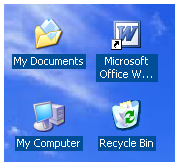 My Documents
Microsoft
Office W...
My Computer
Recycle Bin